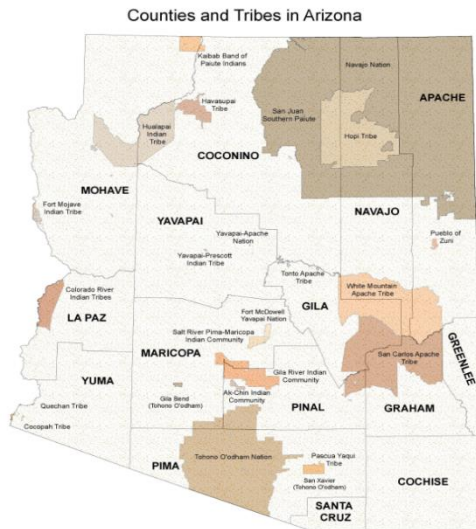 Counties and Tribes in Arizona
Kaibab Band of
Paiute Indians
Navajo Nation
APACHE
Havasupai
Tribe
San Juan
Southern Paiute
Hualapai
Indian
Tribe
Hopi Tribe
COCONINO
MOHAVE
Fort Mojave
Indian Tribe
YAVAPAI
NAVAJO
Yavapai-Apache
Nation
Pueblo of
Zuni
Yavapai-Prescott
Indian Tribe
Tonto Apache
Tribe
Colorado River
Indian Tribes
White Mountain
Apache Tribe
GILA
LA PAZ
Fort McDowell
Yavapai Nation
Salt River Pima-Maricopa
Indian Community
GREENLEE
MARICOPA
San Carlos Apache
Tribe
Gila River Indian
Community
YUMA
Ak-Chin Indian
Community
Gila Bend
(Tohono O'odham)
PINAL
GRAHAM
Quechan Tribe
Cocopah Tribe
Tohono O'odham Nation
Pascua Yaqui
Tribe
PIMA
San Xavier
(Tohono O'odham)
COCHISE
SANTA
CRUZ